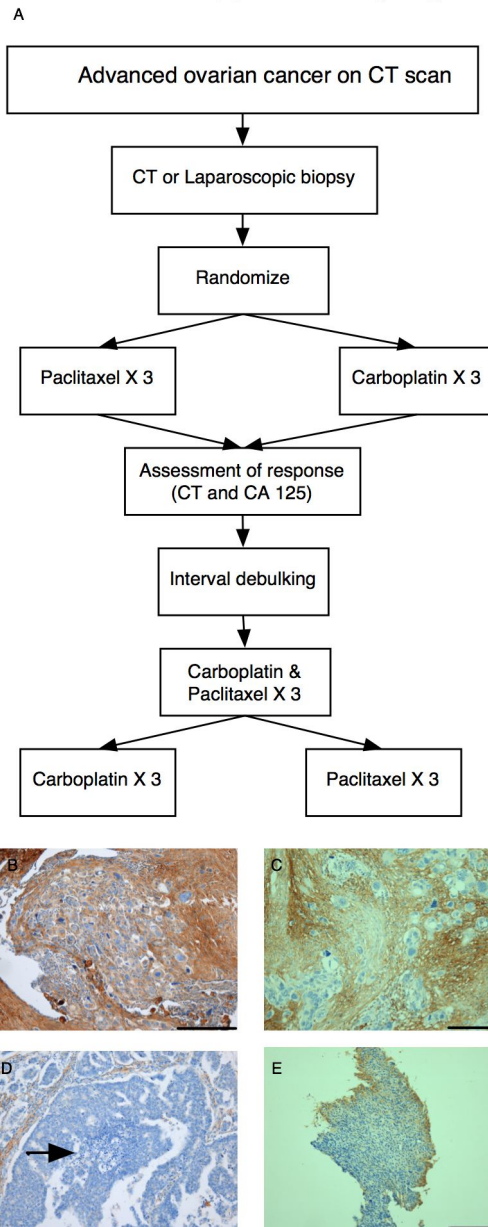 A
Advanced ovarian cancer on CT scan
CT or Laparoscopic biopsy
Randomize
Paclitaxel X 3
Carboplatin X 3
Assessment of response
(CT and CA 125)
Interval debulking
Carboplatin &
Paclitaxel X 3
Carboplatin X 3
Paclitaxel X 3
B
C
D
E